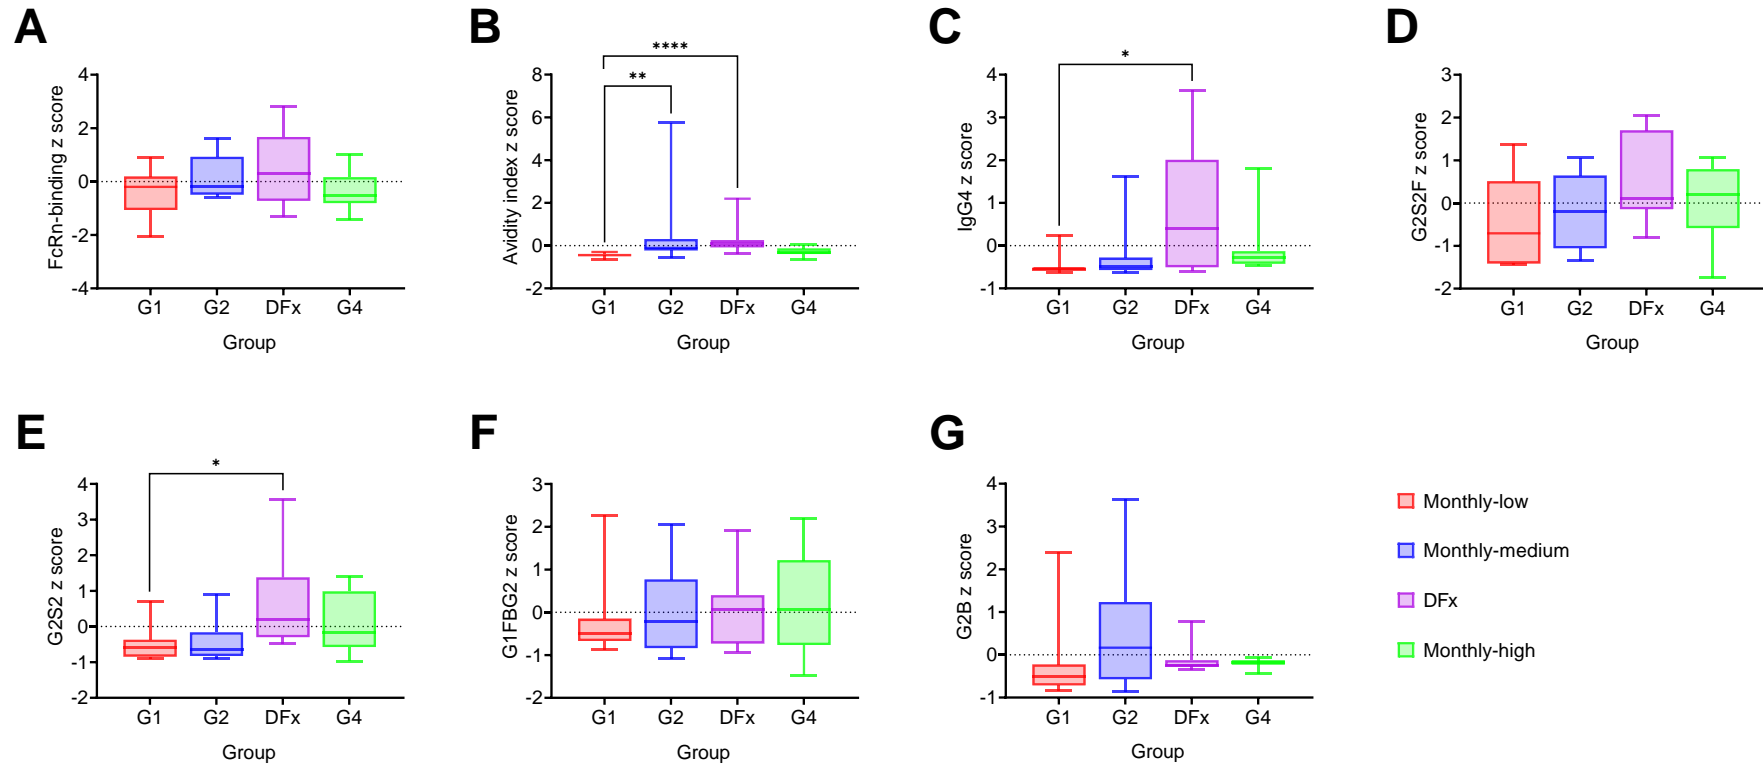 A
FcRn-binding z score
4
2
0
-2
-4
G1 G2 DFx G4
Group
B
Avidity index z score
****
**
8
6
4
2
0
-2
G1 G2 DFx G4
Group
C
IgG4 z score
*
4
3
2
1
0
-1
G1 G2 DFx G4
Group
D
G2S2F z score
3
2
1
0
-1
-2
G1 G2 DFx G4
Group
E
G2S2 z score
*
4
3
2
1
0
-1
-2
G1 G2 DFx G4
Group
F
G1FBG2 z score
3
2
1
0
-1
-2
G1 G2 DFx G4
Group
G
G2B z score
4
3
2
1
0
-1
G1 G2 DFx G4
Group
Monthly-low
Monthly-medium
DFx
Monthly-high